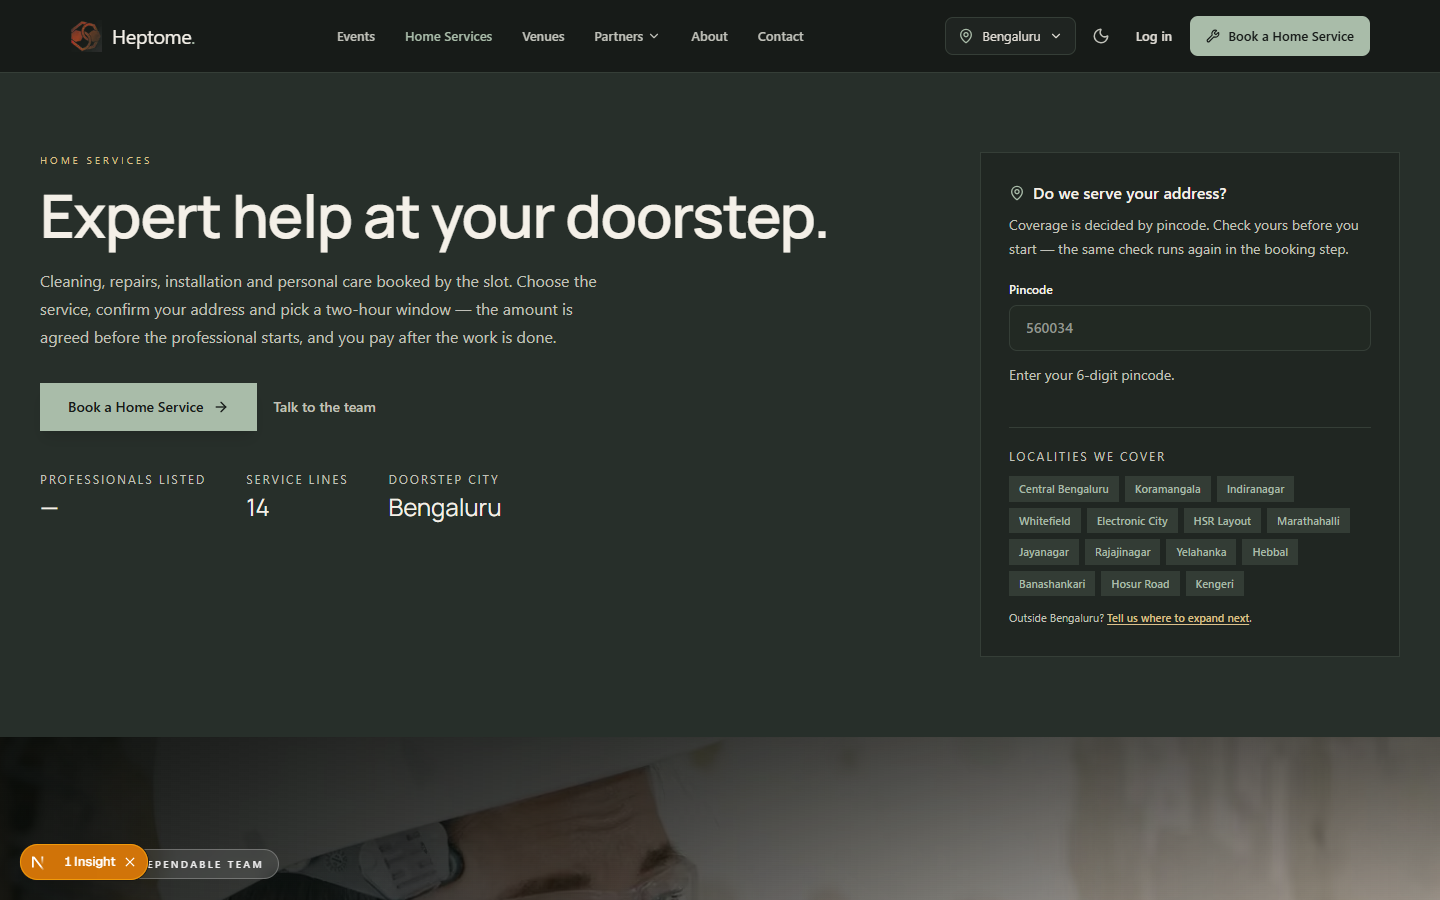 Heptome.
Events
Home Services
Venues
Partners
About
Contact
Bengaluru
Log in
Book a Home Service
HOME SERVICES
Expert help at your doorstep.
Cleaning, repairs, installation and personal care booked by the slot. Choose the
service, confirm your address and pick a two-hour window — the amount is
agreed before the professional starts, and you pay after the work is done.
Book a Home Service
Talk to the team
PROFESSIONALS LISTED
—
SERVICE LINES
14
DOORSTEP CITY
Bengaluru
Do we serve your address?
Coverage is decided by pincode. Check yours before you
start — the same check runs again in the booking step.
Pincode
560034
Enter your 6-digit pincode.
LOCALITIES WE COVER
Central Bengaluru
Koramangala
Indiranagar
Whitefield
Electronic City
HSR Layout
Marathahalli
Jayanagar
Rajajinagar
Yelahanka
Hebbal
Banashankari
Hosur Road
Kengeri
Outside Bengaluru? Tell us where to expand next.
1 Insight
EPENDABLE TEAM